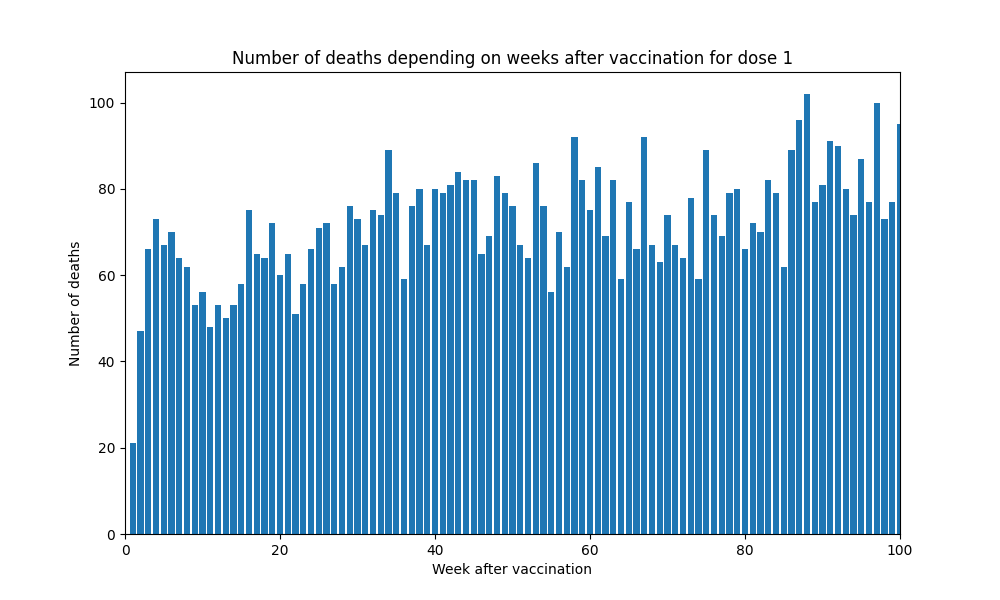 Number of deaths depending on weeks after vaccination for dose 1
100
80
60
40
20
0
Number of deaths
0 20 40 60 80 100
Week after vaccination